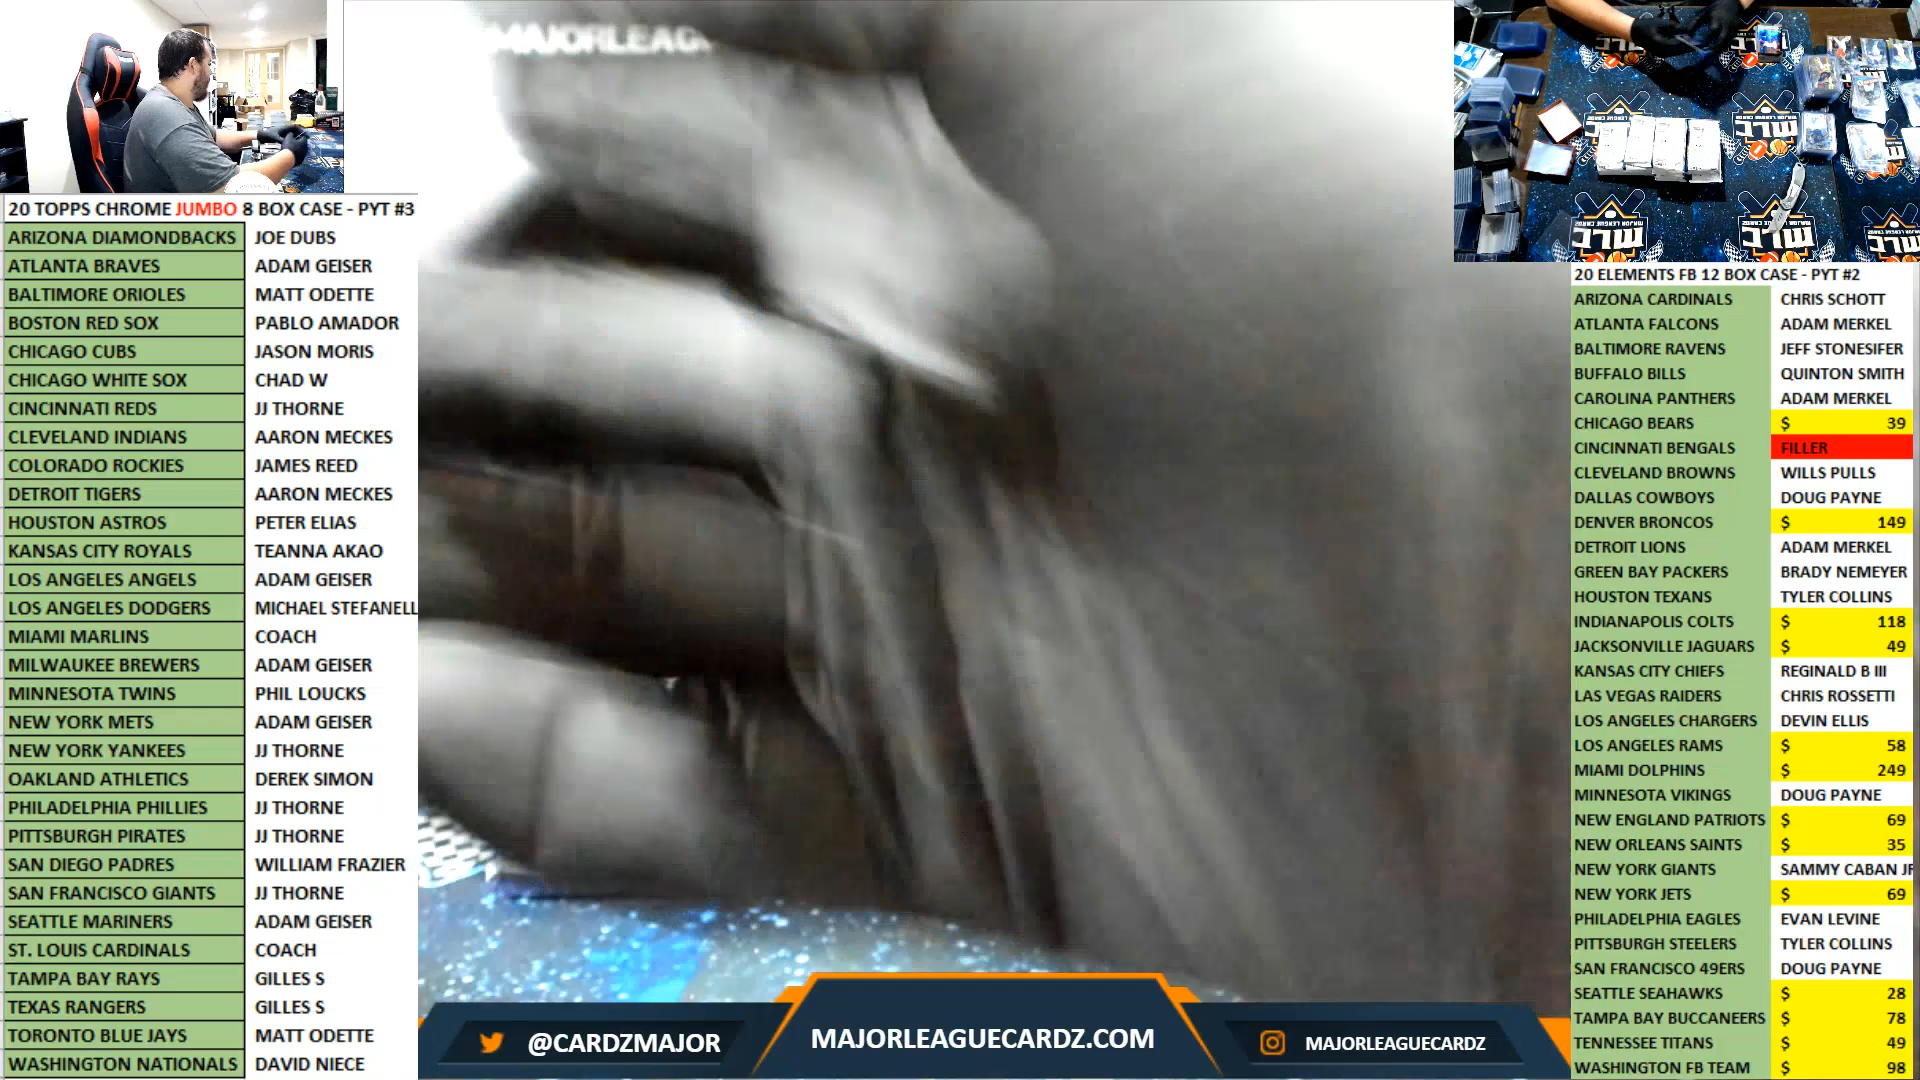 MAJORLEAG
20 TOPPS CHROME JUMBO 8 BOX CASE - PYT #3
ARIZONA DIAMONDBACKS JOE DUBS
ATLANTA BRAVES ADAM GEISER
BALTIMORE ORIOLES MATT ODETTE
BOSTON RED SOX PABLO AMADOR
CHICAGO CUBS JASON MORIS
CHICAGO WHITE SOX CHAD W
CINCINNATI REDS JJ THORNE
CLEVELAND INDIANS AARON MECKES
COLORADO ROCKIES JAMES REED
DETROIT TIGERS AARON MECKES
HOUSTON ASTROS PETER ELIAS
KANSAS CITY ROYALS TEANNA AKAO
LOS ANGELES ANGELS ADAM GEISER
LOS ANGELES DODGERS MICHAEL STEFANELL
MIAMI MARLINS COACH
MILWAUKEE BREWERS ADAM GEISER
MINNESOTA TWINS PHIL LOUCKS
NEW YORK METS ADAM GEISER
NEW YORK YANKEES JJ THORNE
OAKLAND ATHLETICS DEREK SIMON
PHILADELPHIA PHILLIES JJ THORNE
PITTSBURGH PIRATES JJ THORNE
SAN DIEGO PADRES WILLIAM FRAZIER
SAN FRANCISCO GIANTS JJ THORNE
SEATTLE MARINERS ADAM GEISER
ST. LOUIS CARDINALS COACH
TAMPA BAY RAYS GILLES S
TEXAS RANGERS GILLES S
TORONTO BLUE JAYS MATT ODETTE
WASHINGTON NATIONALS DAVID NIECE
20 ELEMENTS FB 12 BOX CASE - PYT #2
ARIZONA CARDINALS CHRIS SCHOTT
ATLANTA FALCONS ADAM MERKEL
BALTIMORE RAVENS JEFF STONESIFER
BUFFALO BILLS QUINTON SMITH
CAROLINA PANTHERS ADAM MERKEL
CHICAGO BEARS $ 39
CINCINNATI BENGALS FILLER
CLEVELAND BROWNS WILLS PULLS
DALLAS COWBOYS DOUG PAYNE
DENVER BRONCOS $ 149
DETROIT LIONS ADAM MERKEL
GREEN BAY PACKERS BRADY NEMEYER
HOUSTON TEXANS TYLER COLLINS
INDIANAPOLIS COLTS $ 118
JACKSONVILLE JAGUARS $ 49
KANSAS CITY CHIEFS REGINALD B III
LAS VEGAS RAIDERS CHRIS ROSSETTI
LOS ANGELES CHARGERS DEVIN ELLIS
LOS ANGELES RAMS $ 58
MIAMI DOLPHINS $ 249
MINNESOTA VIKINGS DOUG PAYNE
NEW ENGLAND PATRIOTS $ 69
NEW ORLEANS SAINTS $ 35
NEW YORK GIANTS SAMMY CABAN JR
NEW YORK JETS $ 69
PHILADELPHIA EAGLES EVAN LEVINE
PITTSBURGH STEELERS TYLER COLLINS
SAN FRANCISCO 49ERS DOUG PAYNE
SEATTLE SEAHAWKS $ 28
TAMPA BAY BUCCANEERS $ 78
TENNESSEE TITANS $ 49
WASHINGTON FB TEAM $ 98
@CARDZMAJOR
MAJORLEAGUECARDZ.COM
MAJORLEAGUECARDZ